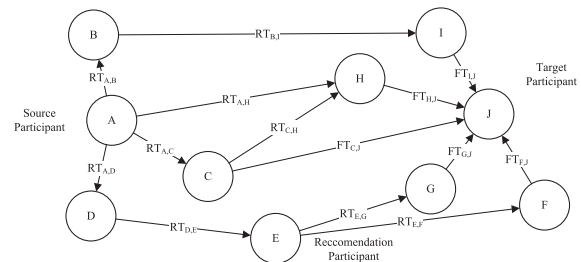 B
I
RT_B,I
RT_A,B
FT_I,J
Target
Participant
H
RT_A,H
FT_H,J
Source
Participant
A
RT_C,H
J
RT_A,C
FT_C,J
C
RT_A,D
FT_G,J
FT_F,J
G
D
RT_E,G
F
RT_D,E
RT_E,F
E
Reccomendation
Participant